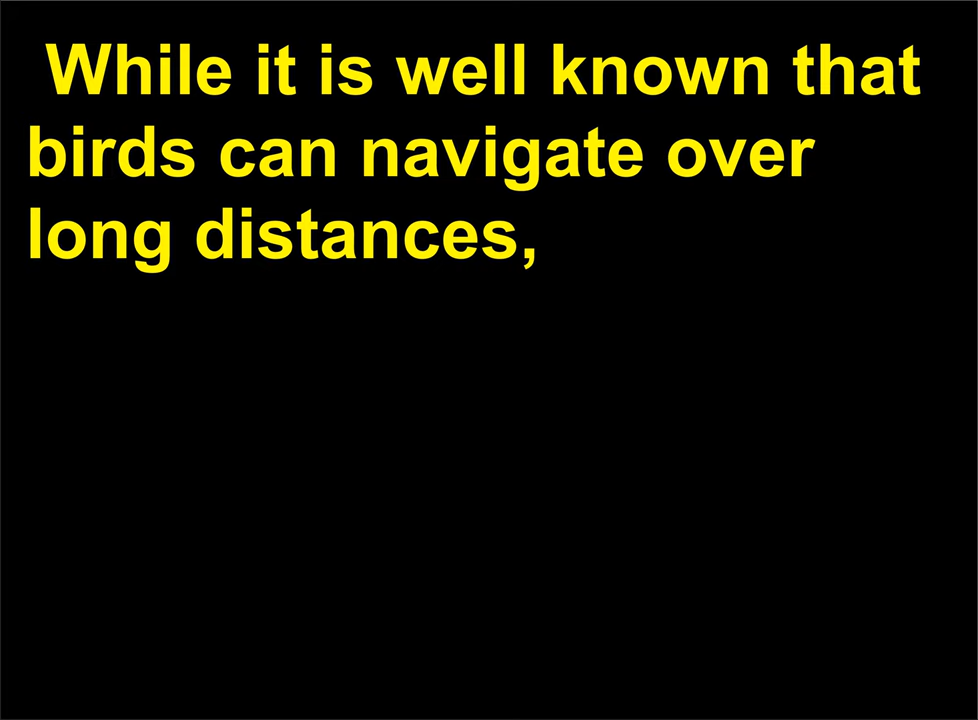 While it is well known that
birds can navigate over
long distances,